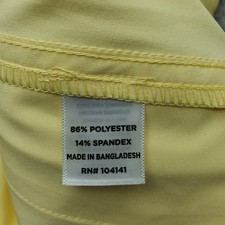 86% POLYESTER
14% SPANDEX
MADE IN BANGLADESH
RN# 104141